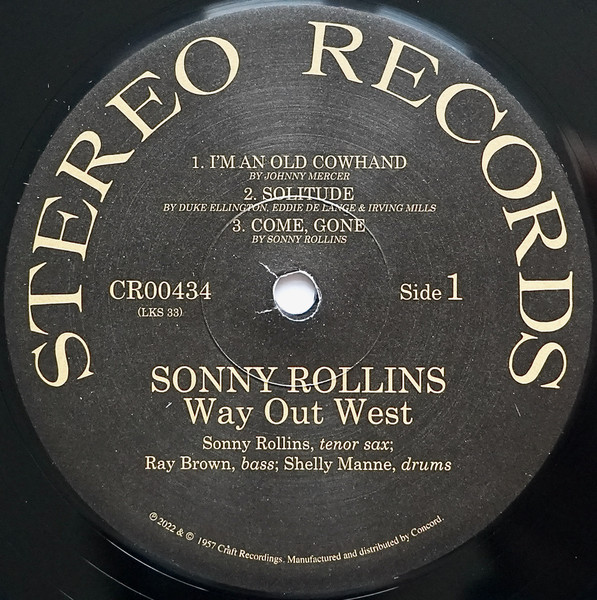 STEREO RECORDS
1. I'M AN OLD COWHAND
BY JOHNNY MERCER
2. SOLITUDE
BY DUKE ELLINGTON, EDDIE DE LANGE & IRVING MILLS
3. COME, GONE
BY SONNY ROLLINS
CR00434
(LKS 33)
Side 1
SONNY ROLLINS
Way Out West
Sonny Rollins, tenor sax;
Ray Brown, bass; Shelly Manne, drums
℗ 2022 & © 1957 Craft Recordings. Manufactured and distributed by Concord.